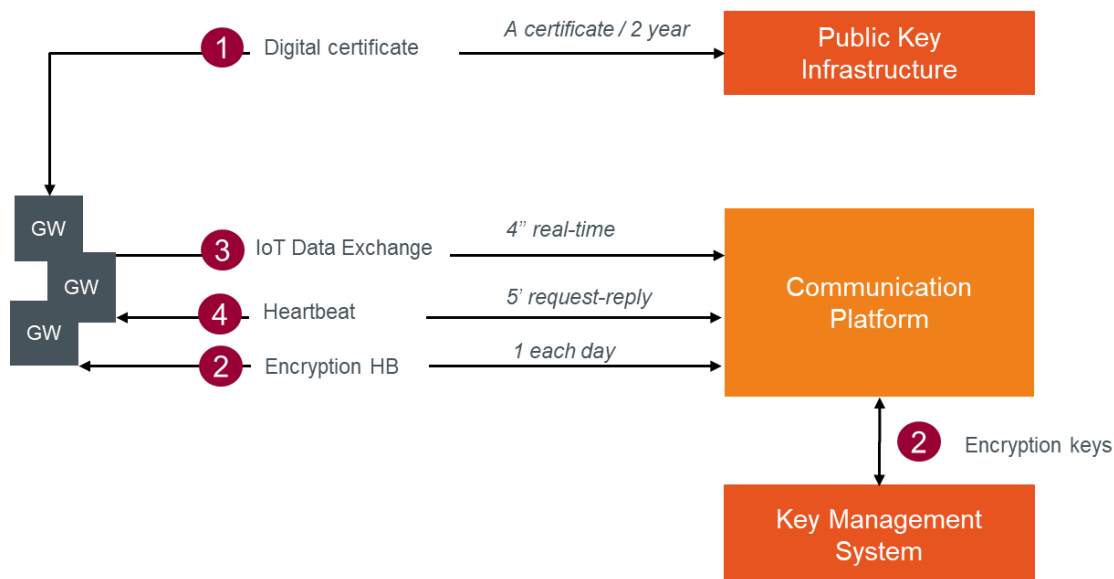 1 Digital certificate
A certificate / 2 year
Public Key
Infrastructure
GW
GW
GW
3 IoT Data Exchange
4” real-time
4 Heartbeat
5’ request-reply
2 Encryption HB
1 each day
Communication
Platform
2 Encryption keys
Key Management
System